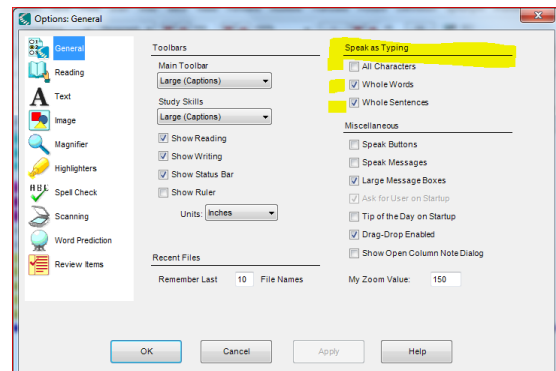 Options: General
General
Reading
Text
Image
Magnifier
Highlighters
Spell Check
Scanning
Word Prediction
Review Items
Toolbars
Main Toolbar
Large (Captions)
Study Skills
Large (Captions)
Show Reading
Show Writing
Show Status Bar
Show Ruler
Units: Inches
Recent Files
Remember Last 10 File Names
Speak as Typing
All Characters
Whole Words
Whole Sentences
Miscellaneous
Speak Buttons
Speak Messages
Large Message Boxes
Ask for User on Startup
Tip of the Day on Startup
Drag-Drop Enabled
Show Open Column Note Dialog
My Zoom Value: 150
OK Cancel Apply Help